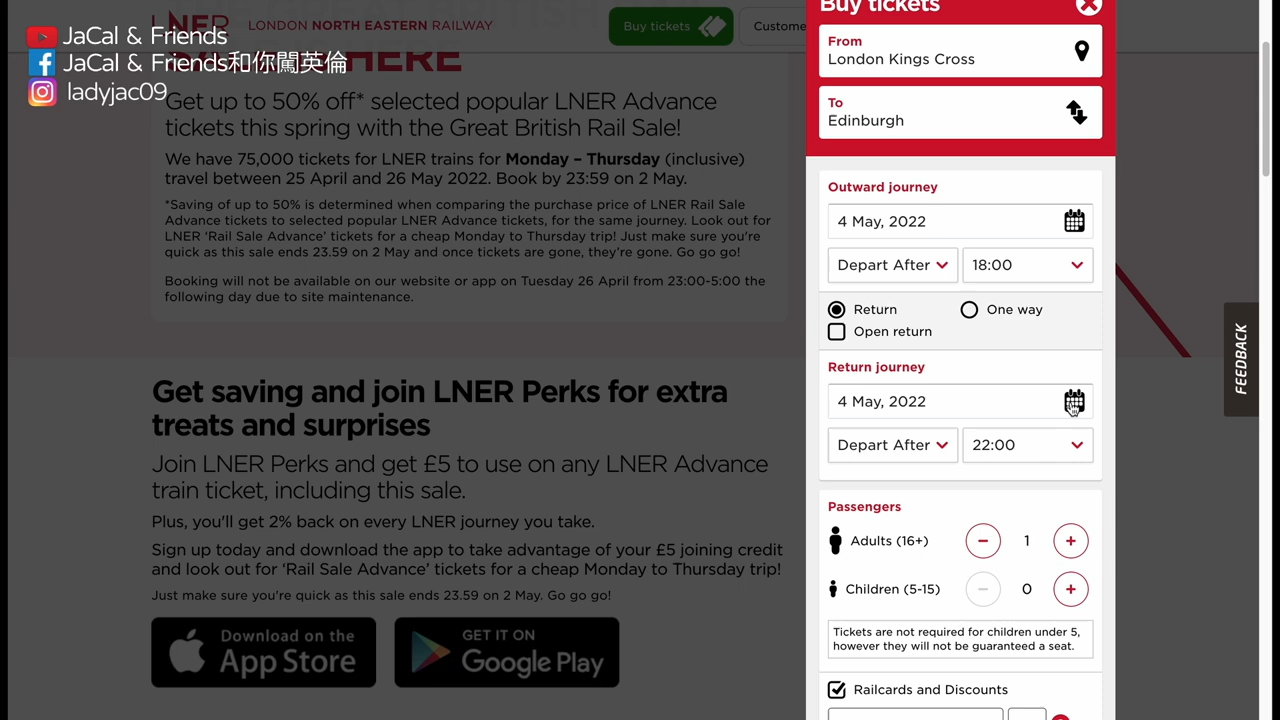 JaCal & Friends
JaCal & Friends和你闖英倫
ladyjac09
LNER
LONDON NORTH EASTERN RAILWAY
Buy tickets
Custome
HERE
Get up to 50% off* selected popular LNER Advance
tickets this spring with the Great British Rail Sale!
We have 75,000 tickets for LNER trains for Monday – Thursday (inclusive)
travel between 25 April and 26 May 2022. Book by 23:59 on 2 May.
*Saving of up to 50% is determined when comparing the purchase price of LNER Rail Sale
Advance tickets to selected popular LNER Advance tickets, for the same journey. Look out for
LNER ‘Rail Sale Advance’ tickets for a cheap Monday to Thursday trip! Just make sure you're
quick as this sale ends 23.59 on 2 May and once tickets are gone, they're gone. Go go go!
Booking will not be available on our website or app on Tuesday 26 April from 23:00-5:00 the
following day due to site maintenance.
Get saving and join LNER Perks for extra
treats and surprises
Join LNER Perks and get £5 to use on any LNER Advance
train ticket, including this sale.
Plus, you'll get 2% back on every LNER journey you take.
Sign up today and download the app to take advantage of your £5 joining credit
and look out for ‘Rail Sale Advance’ tickets for a cheap Monday to Thursday trip!
Just make sure you're quick as this sale ends 23.59 on 2 May. Go go go!
Download on the
App Store
GET IT ON
Google Play
Buy tickets
From
London Kings Cross
To
Edinburgh
Outward journey
4 May, 2022
Depart After 18:00
Return One way
Open return
Return journey
4 May, 2022
Depart After 22:00
Passengers
Adults (16+) 1
Children (5-15) 0
Tickets are not required for children under 5,
however they will not be guaranteed a seat.
Railcards and Discounts
FEEDBACK